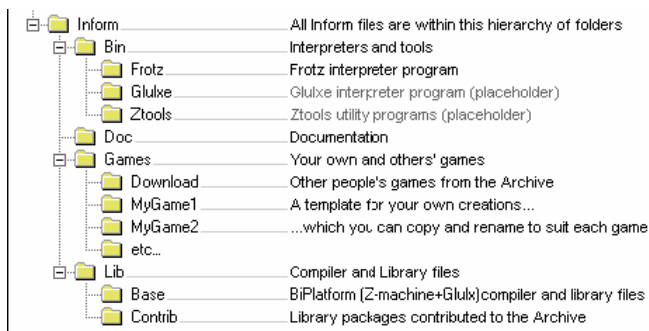 Inform All Inform files are within this hierarchy of folders
Bin Interpreters and tools
Frotz Frotz interpreter program
Glulxe Glulxe interpreter program (placeholder)
Ztools Ztools utility programs (placeholder)
Doc Documentation
Games Your own and others' games
Download Other people's games from the Archive
MyGame1 A template for your own creations...
MyGame2 ...which you can copy and rename to suit each game
etc...
Lib Compiler and Library files
Base BiPlatform (Z-machine+Glulx)compiler and library files
Contrib Library packages contributed to the Archive